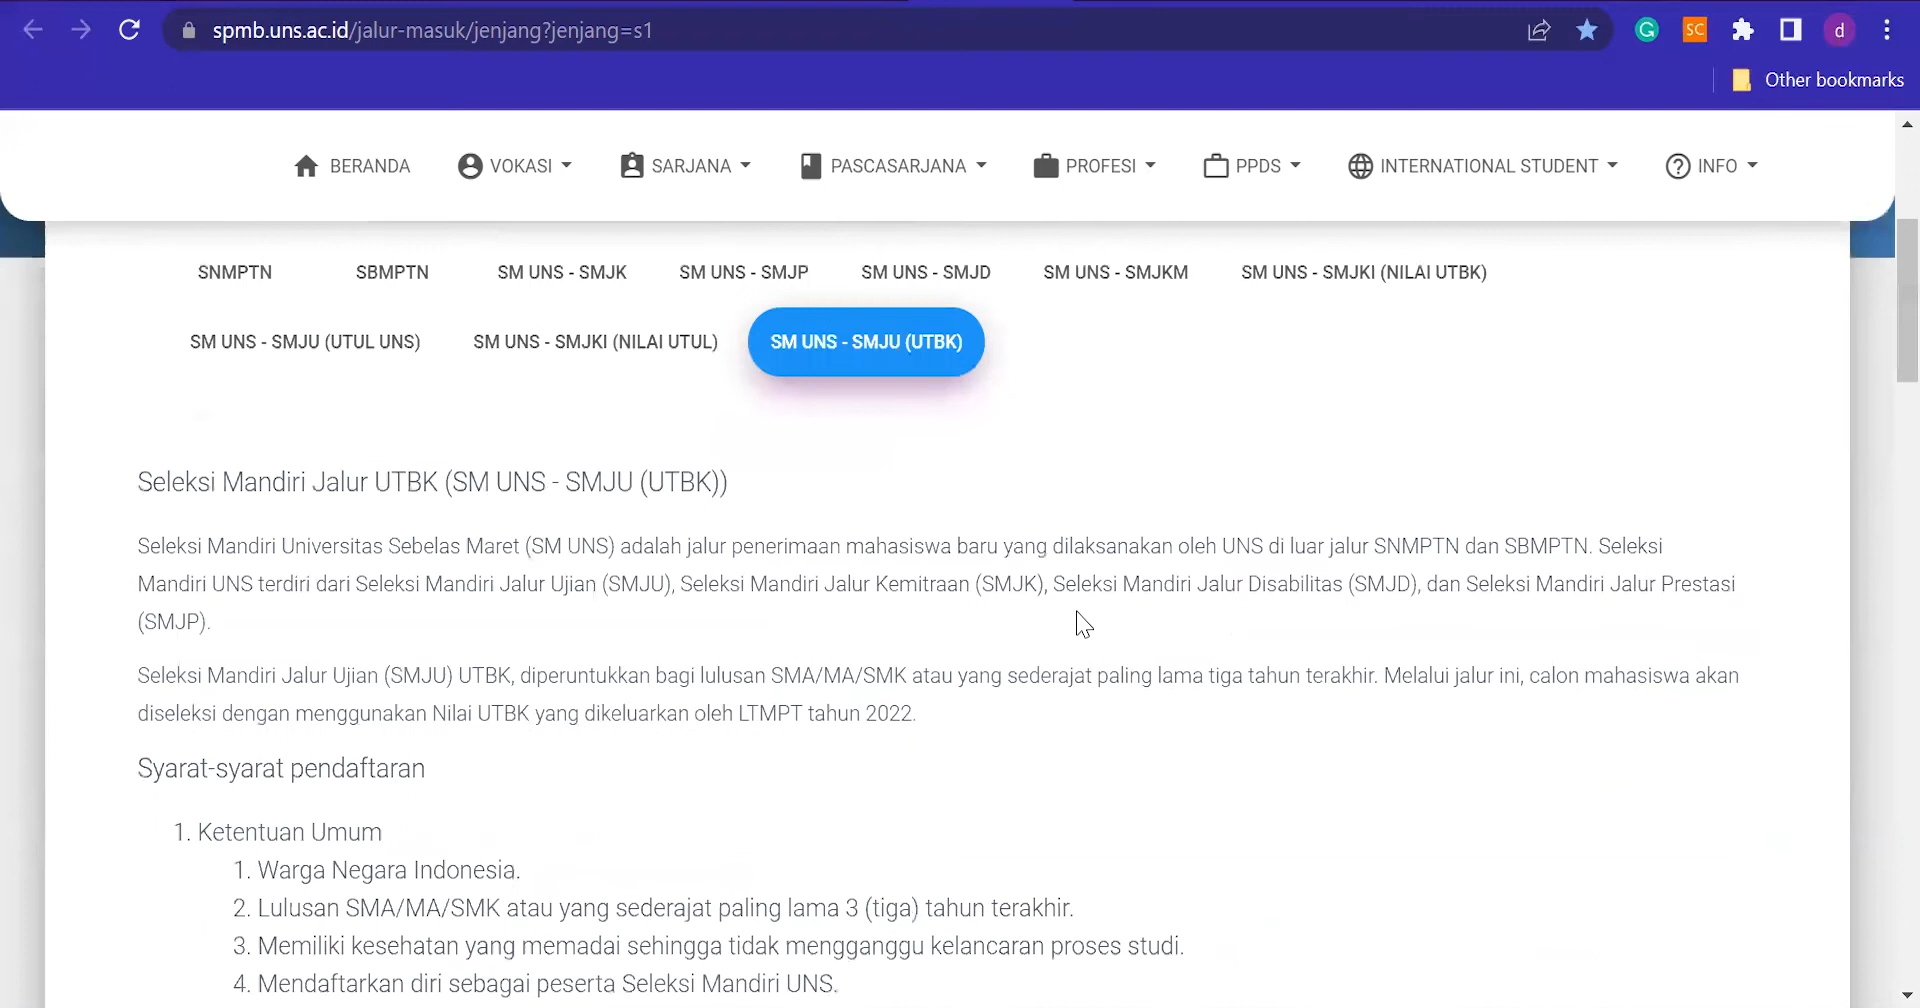 spmb.uns.ac.id/jalur-masuk/jenjang?jenjang=s1
SC
d
Other bookmarks
BERANDA VOKASI SARJANA PASCASARJANA PROFESI PPDS INTERNATIONAL STUDENT INFO
SNMPTN SBMPTN SM UNS - SMJK SM UNS - SMJP SM UNS - SMJD SM UNS - SMJKM SM UNS - SMJKI (NILAI UTBK)
SM UNS - SMJU (UTUL UNS) SM UNS - SMJKI (NILAI UTUL) SM UNS - SMJU (UTBK)
Seleksi Mandiri Jalur UTBK (SM UNS - SMJU (UTBK))
Seleksi Mandiri Universitas Sebelas Maret (SM UNS) adalah jalur penerimaan mahasiswa baru yang dilaksanakan oleh UNS di luar jalur SNMPTN dan SBMPTN. Seleksi
Mandiri UNS terdiri dari Seleksi Mandiri Jalur Ujian (SMJU), Seleksi Mandiri Jalur Kemitraan (SMJK), Seleksi Mandiri Jalur Disabilitas (SMJD), dan Seleksi Mandiri Jalur Prestasi
(SMJP).
Seleksi Mandiri Jalur Ujian (SMJU) UTBK, diperuntukkan bagi lulusan SMA/MA/SMK atau yang sederajat paling lama tiga tahun terakhir. Melalui jalur ini, calon mahasiswa akan
diseleksi dengan menggunakan Nilai UTBK yang dikeluarkan oleh LTMPT tahun 2022.
Syarat-syarat pendaftaran
1. Ketentuan Umum
1. Warga Negara Indonesia.
2. Lulusan SMA/MA/SMK atau yang sederajat paling lama 3 (tiga) tahun terakhir.
3. Memiliki kesehatan yang memadai sehingga tidak mengganggu kelancaran proses studi.
4. Mendaftarkan diri sebagai peserta Seleksi Mandiri UNS.